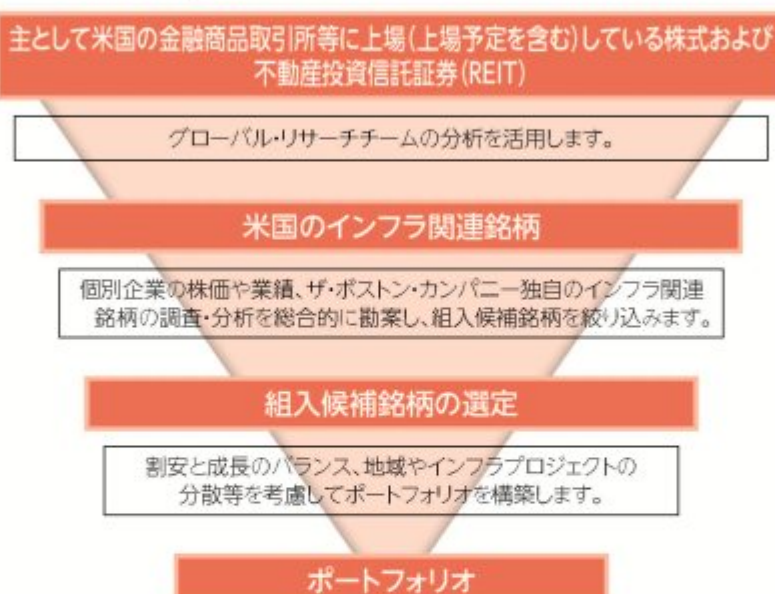 主として米国の金融商品取引所等に上場(上場予定を含む)している株式および
不動産投資信託証券(REIT)
グローバル・リサーチチームの分析を活用します。
米国のインフラ関連銘柄
個別企業の株価や業績、ザ・ボストン・カンパニー独自のインフラ関連
銘柄の調査・分析を総合的に勘案し、組入候補銘柄を絞り込みます。
組入候補銘柄の選定
割安と成長のバランス、地域やインフラプロジェクトの
分散等を考慮してポートフォリオを構築します。
ポートフォリオ